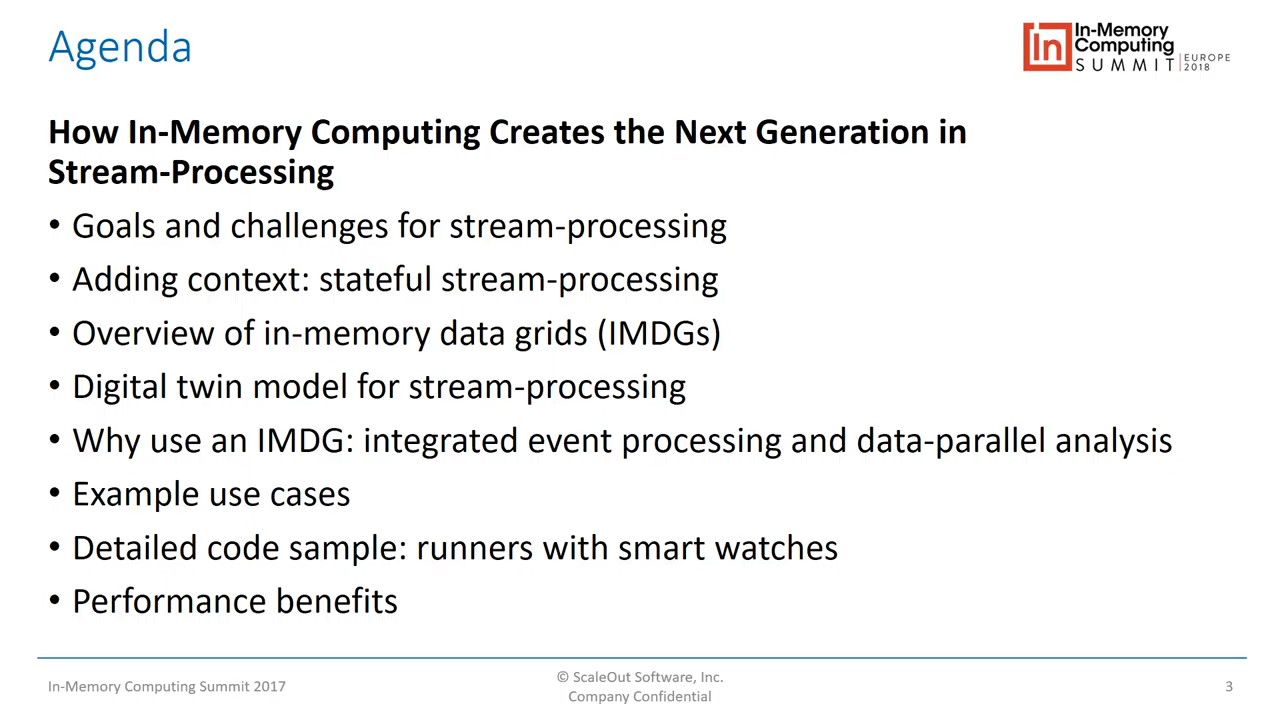 Agenda
In In-Memory
Computing
SUMMIT EUROPE
2018
How In-Memory Computing Creates the Next Generation in
Stream-Processing
• Goals and challenges for stream-processing
• Adding context: stateful stream-processing
• Overview of in-memory data grids (IMDGs)
• Digital twin model for stream-processing
• Why use an IMDG: integrated event processing and data-parallel analysis
• Example use cases
• Detailed code sample: runners with smart watches
• Performance benefits
In-Memory Computing Summit 2017
© ScaleOut Software, Inc.
Company Confidential
3